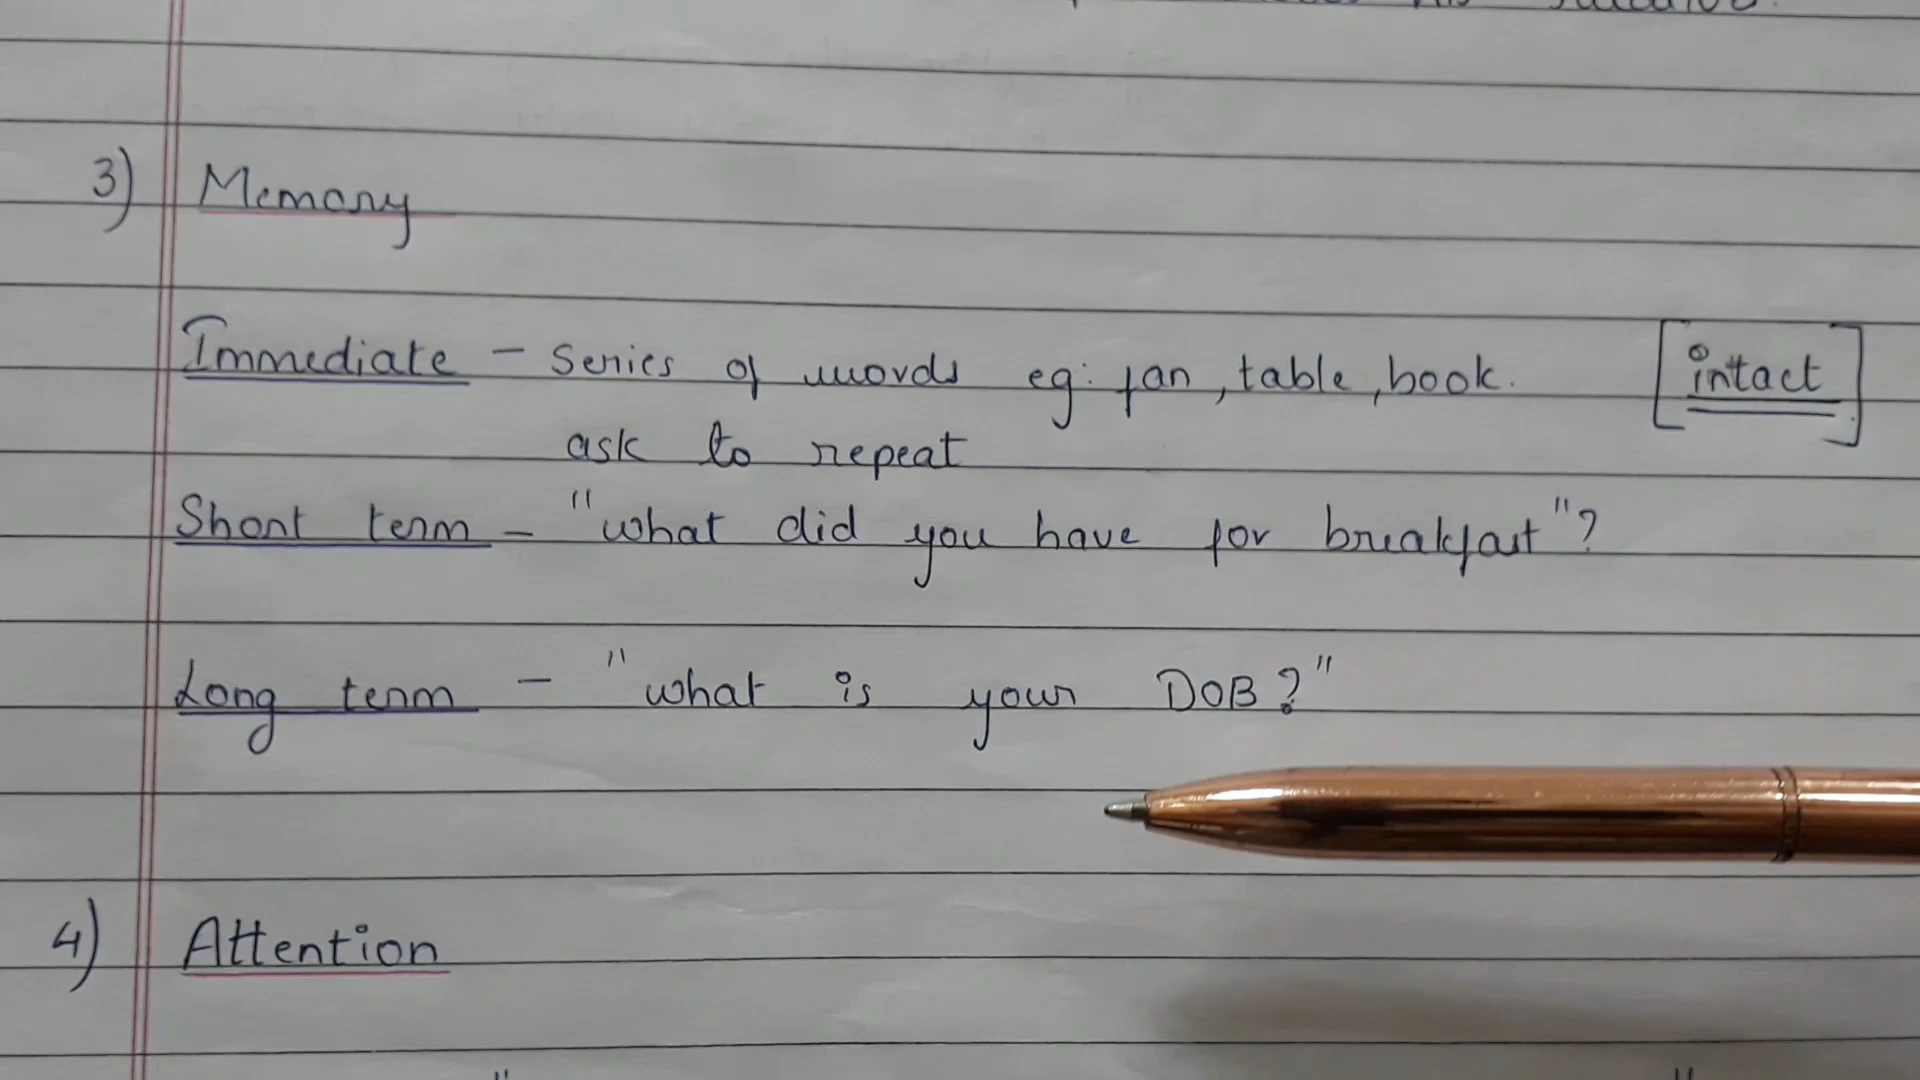 3) Memory
Immediate - Series of words eg: fan, table, book. [intact]
ask to repeat
Short term - "what did you have for breakfast"?
Long term - "what is your DOB?"
4) Attention